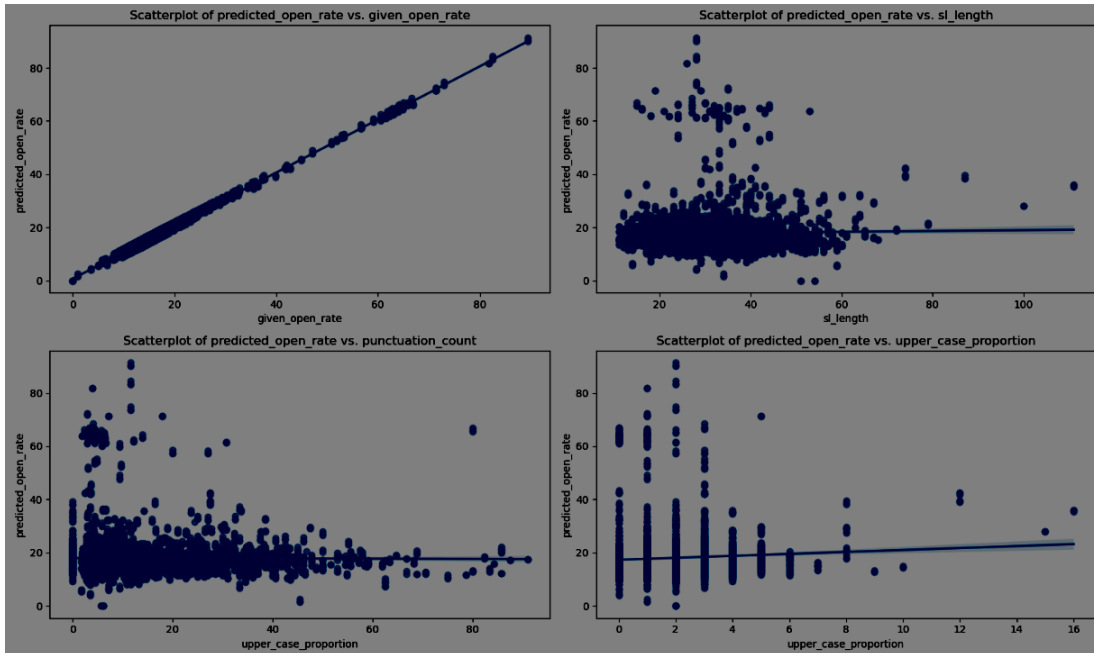 Scatterplot of predicted_open_rate vs. given_open_rate
predicted_open_rate
80
60
40
20
0
0 20 40 60 80
given_open_rate
Scatterplot of predicted_open_rate vs. sl_length
predicted_open_rate
80
60
40
20
0
20 40 60 80 100
sl_length
Scatterplot of predicted_open_rate vs. punctuation_count
predicted_open_rate
80
60
40
20
0
0 20 40 60 80
upper_case_proportion
Scatterplot of predicted_open_rate vs. upper_case_proportion
predicted_open_rate
80
60
40
20
0
0 2 4 6 8 10 12 14 16
upper_case_proportion